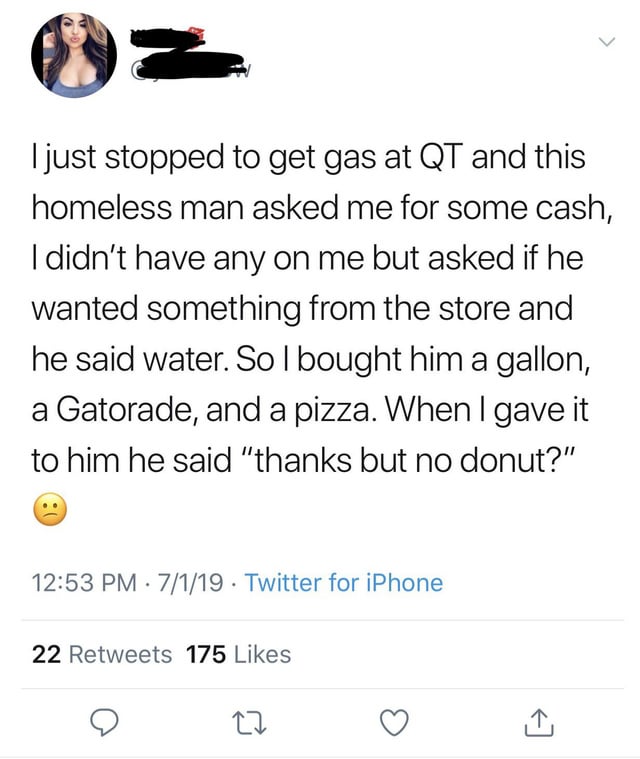 I just stopped to get gas at QT and this
homeless man asked me for some cash,
I didn't have any on me but asked if he
wanted something from the store and
he said water. So I bought him a gallon,
a Gatorade, and a pizza. When I gave it
to him he said "thanks but no donut?"
😕
12:53 PM · 7/1/19 · Twitter for iPhone
22 Retweets 175 Likes